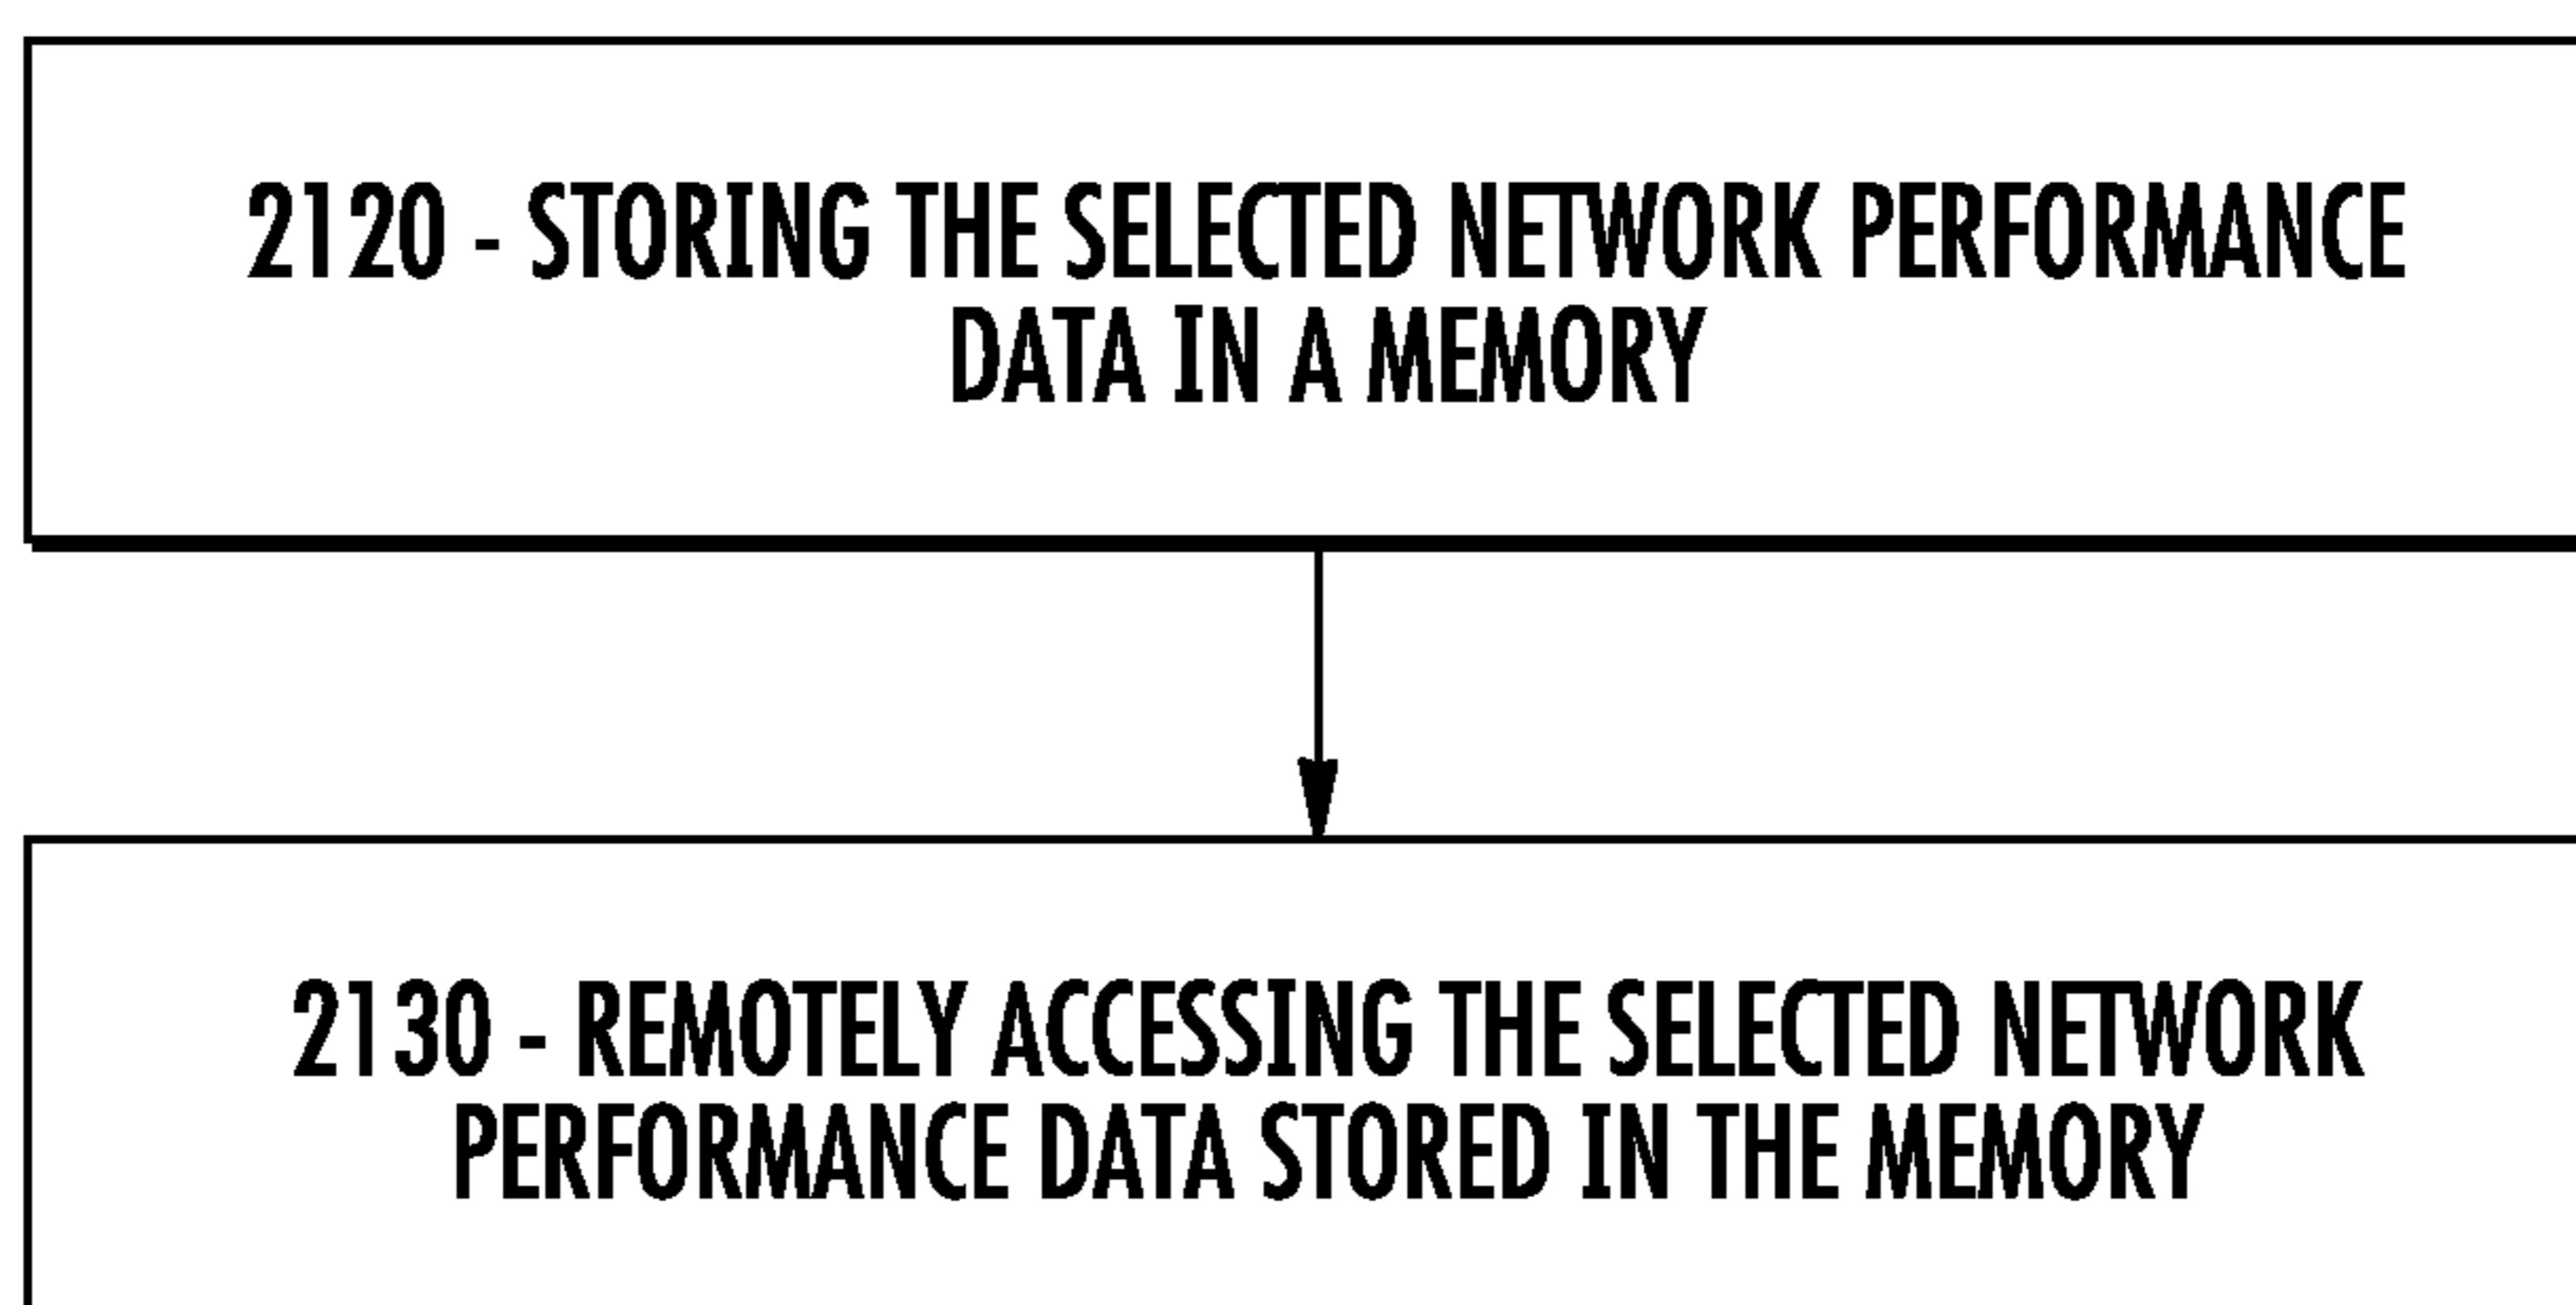 2120 - STORING THE SELECTED NETWORK PERFORMANCE
DATA IN A MEMORY
2130 - REMOTELY ACCESSING THE SELECTED NETWORK
PERFORMANCE DATA STORED IN THE MEMORY